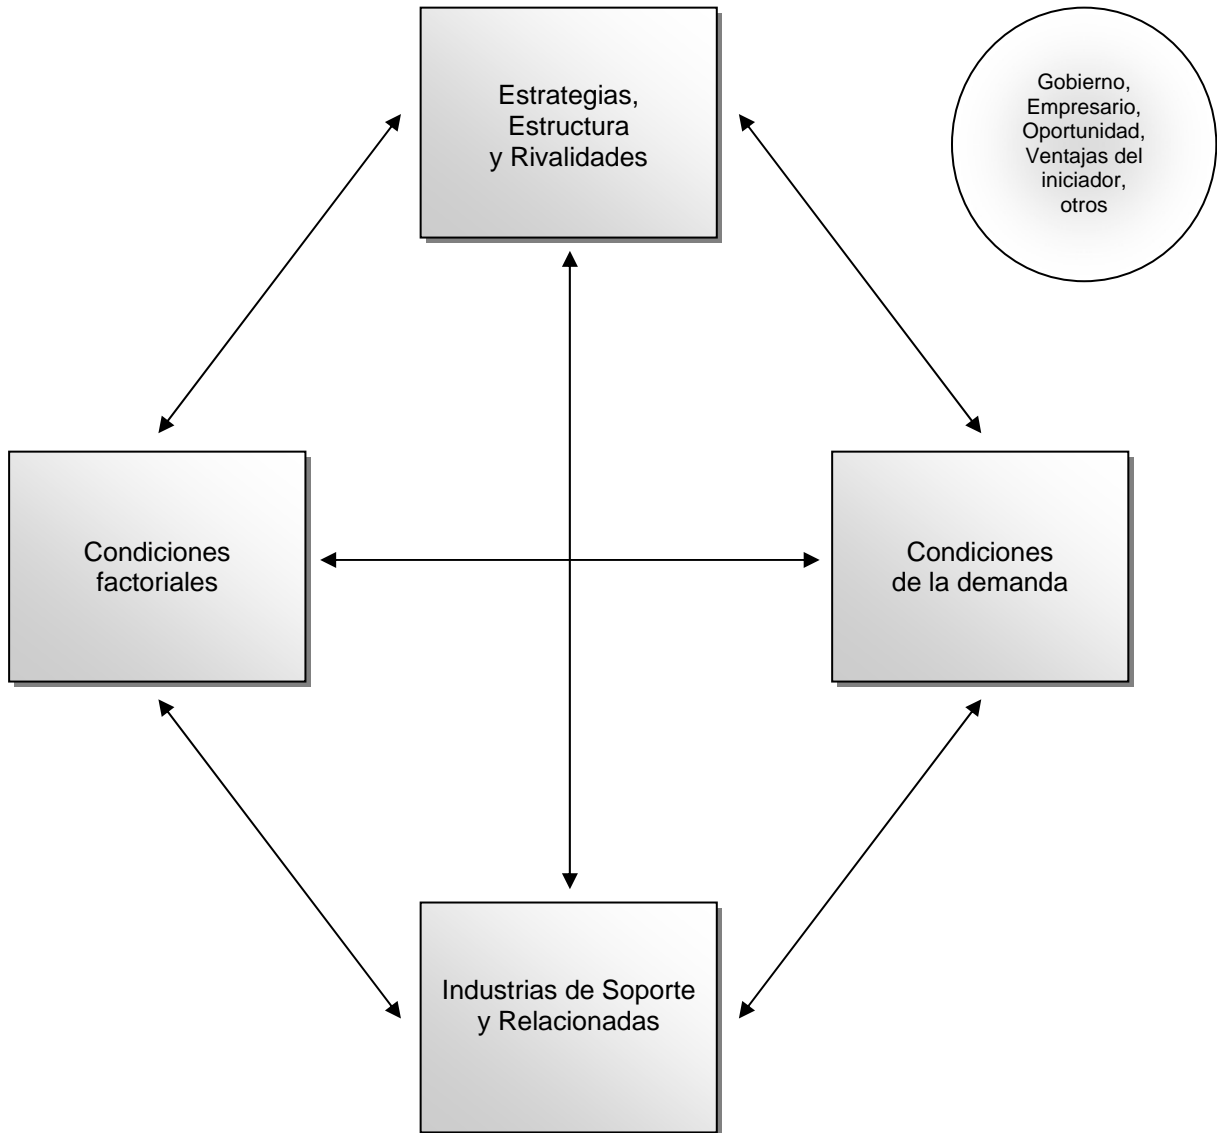 Estrategias,
Estructura
y Rivalidades
Gobierno,
Empresario,
Oportunidad,
Ventajas del
iniciador,
otros
Condiciones
factoriales
Condiciones
de la demanda
Industrias de Soporte
y Relacionadas